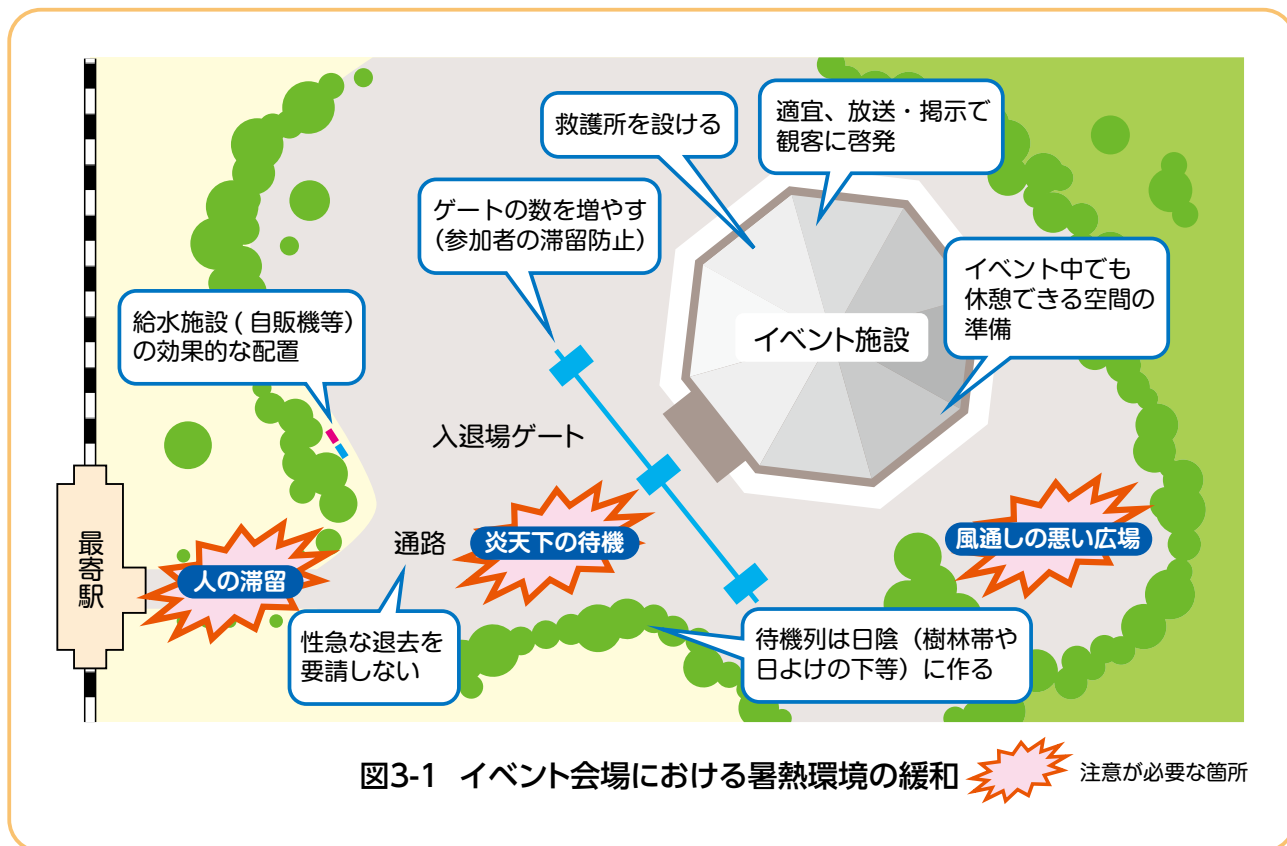 救護所を設ける
適宜、放送・掲示で
観客に啓発
ゲートの数を増やす
（参加者の滞留防止）
イベント中でも
休憩できる空間の
準備
給水施設 ( 自販機等)
の効果的な配置
イベント施設
入退場ゲート
最寄駅
人の滞留
通路
炎天下の待機
風通しの悪い広場
性急な退去を
要請しない
待機列は日陰（樹林帯や
日よけの下等）に作る
図3-1 イベント会場における暑熱環境の緩和
注意が必要な箇所